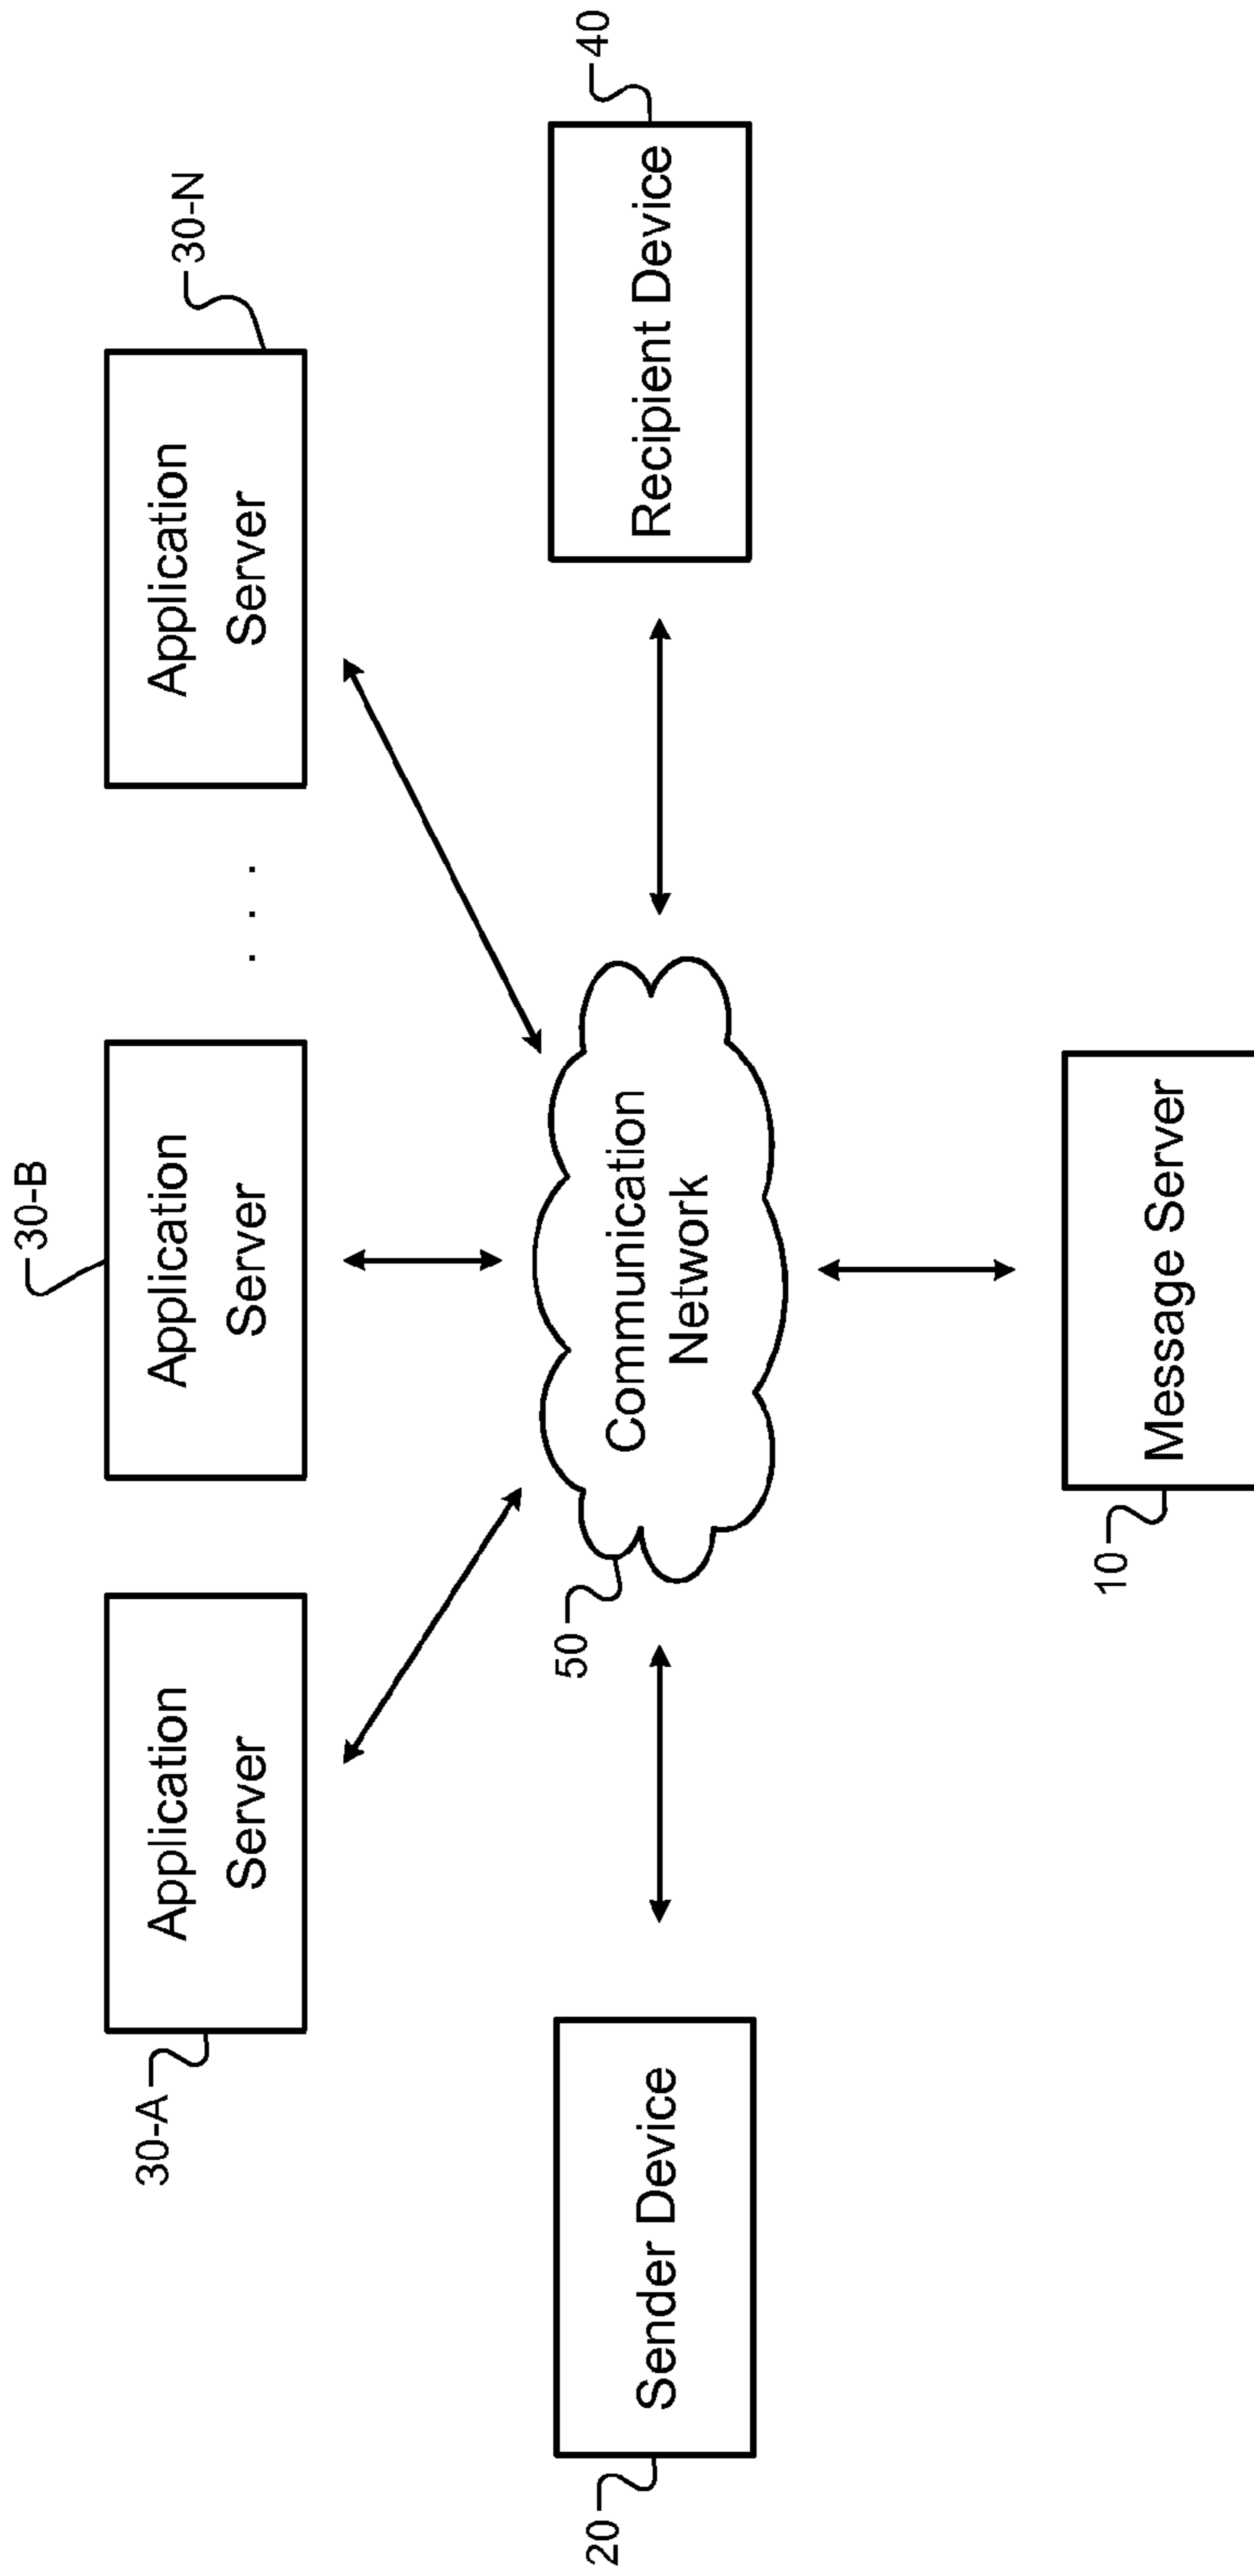 30-A
Application
Server
30-B
Application
Server
. . .
30-N
Application
Server
20
Sender Device
50
Communication
Network
40
Recipient Device
10
Message Server